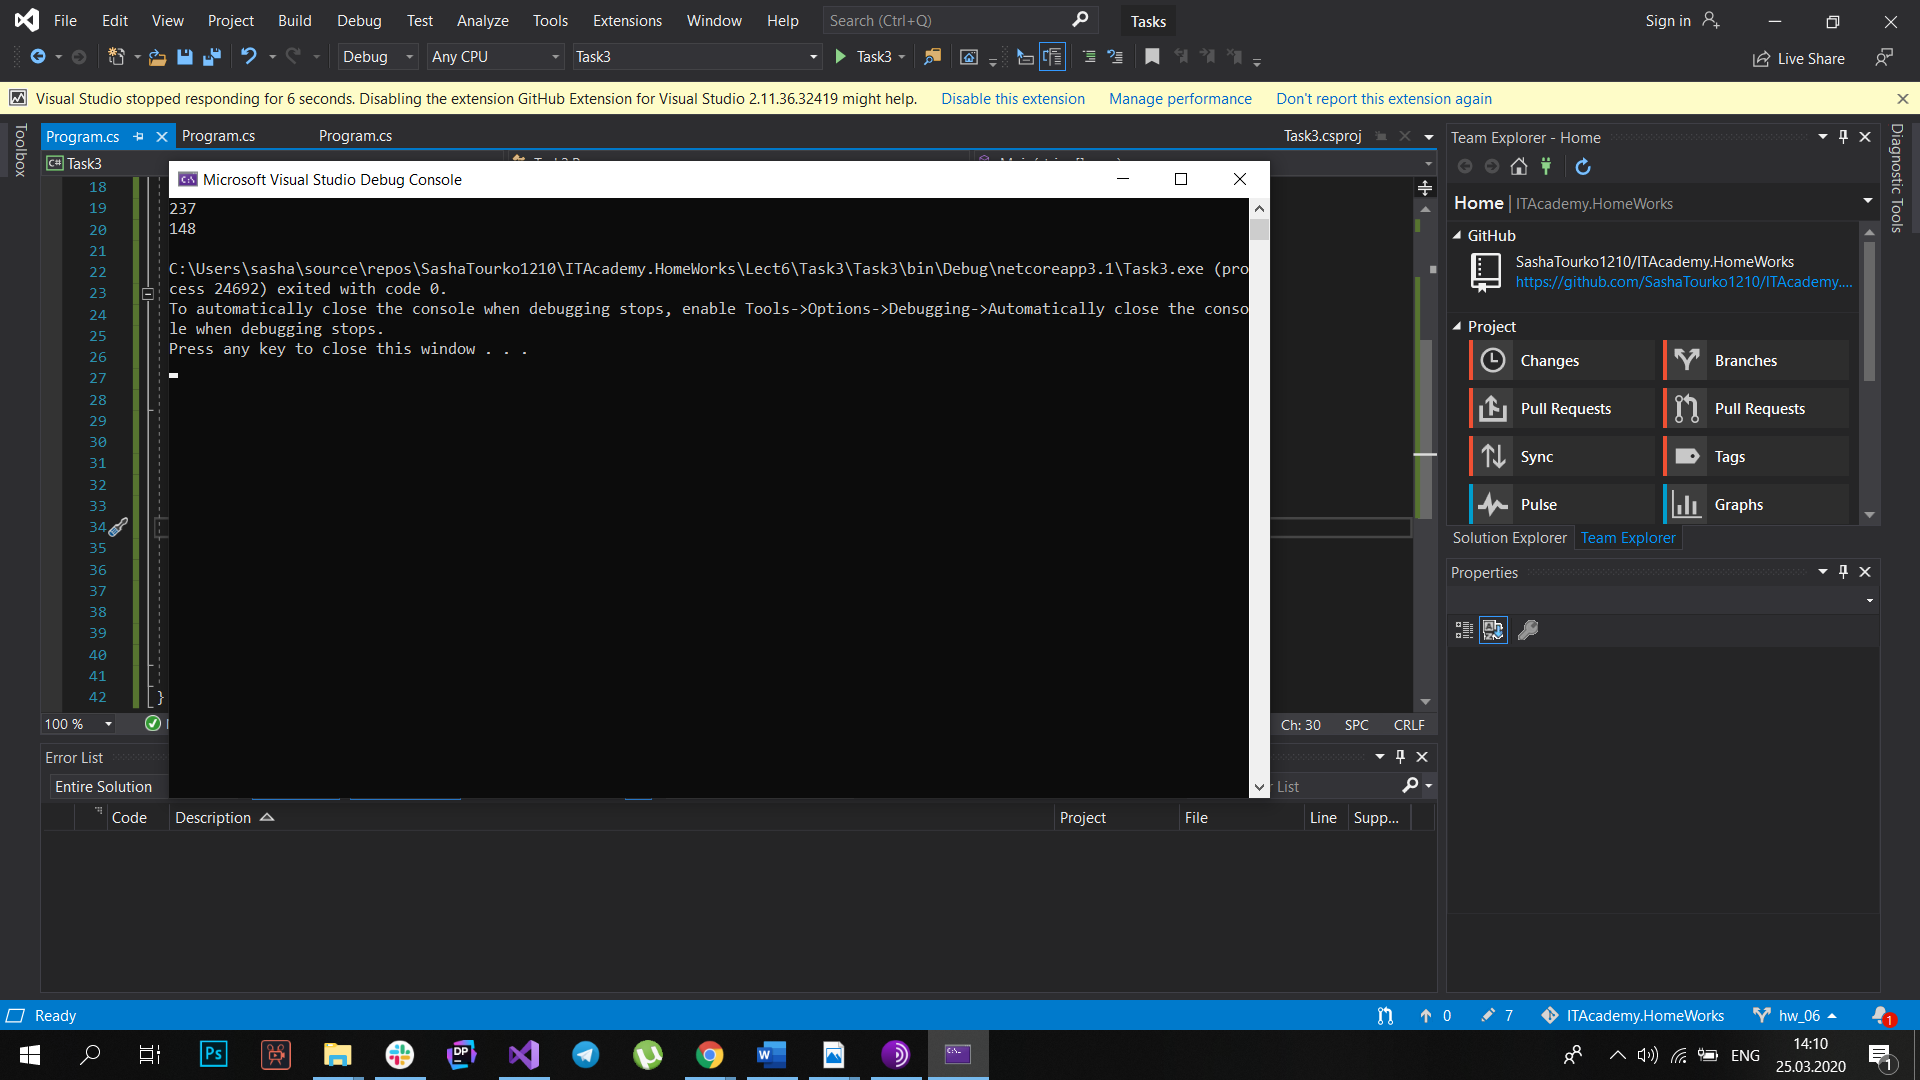 File Edit View Project Build Debug Test Analyze Tools Extensions Window Help Search (Ctrl+Q) Tasks Sign in
Debug Any CPU Task3 Task3 Live Share
Visual Studio stopped responding for 6 seconds. Disabling the extension GitHub Extension for Visual Studio 2.11.36.32419 might help. Disable this extension Manage performance Don't report this extension again
Toolbox
Program.cs Program.cs Program.cs Task3.csproj
C# Task3
Microsoft Visual Studio Debug Console
237
148
C:\Users\sasha\source\repos\SashaTourko1210\ITAcademy.HomeWorks\Lect6\Task3\Task3\bin\Debug\netcoreapp3.1\Task3.exe (pro
cess 24692) exited with code 0.
To automatically close the console when debugging stops, enable Tools->Options->Debugging->Automatically close the conso
le when debugging stops.
Press any key to close this window . . .
18
19
20
21
22
23
24
25
26
27
28
29
30
31
32
33
34
35
36
37
38
39
40
41
42 }
100 % Ch: 30 SPC CRLF
Error List
Entire Solution List
Code Description Project File Line Supp...
Team Explorer - Home
Home | ITAcademy.HomeWorks
GitHub
SashaTourko1210/ITAcademy.HomeWorks
https://github.com/SashaTourko1210/ITAcademy....
Project
Changes Branches
Pull Requests Pull Requests
Sync Tags
Pulse Graphs
Solution Explorer Team Explorer
Properties
Diagnostic Tools
Ready 0 7 ITAcademy.HomeWorks hw_06 1
Ps DP W C:\. ENG 14:10
25.03.2020 1